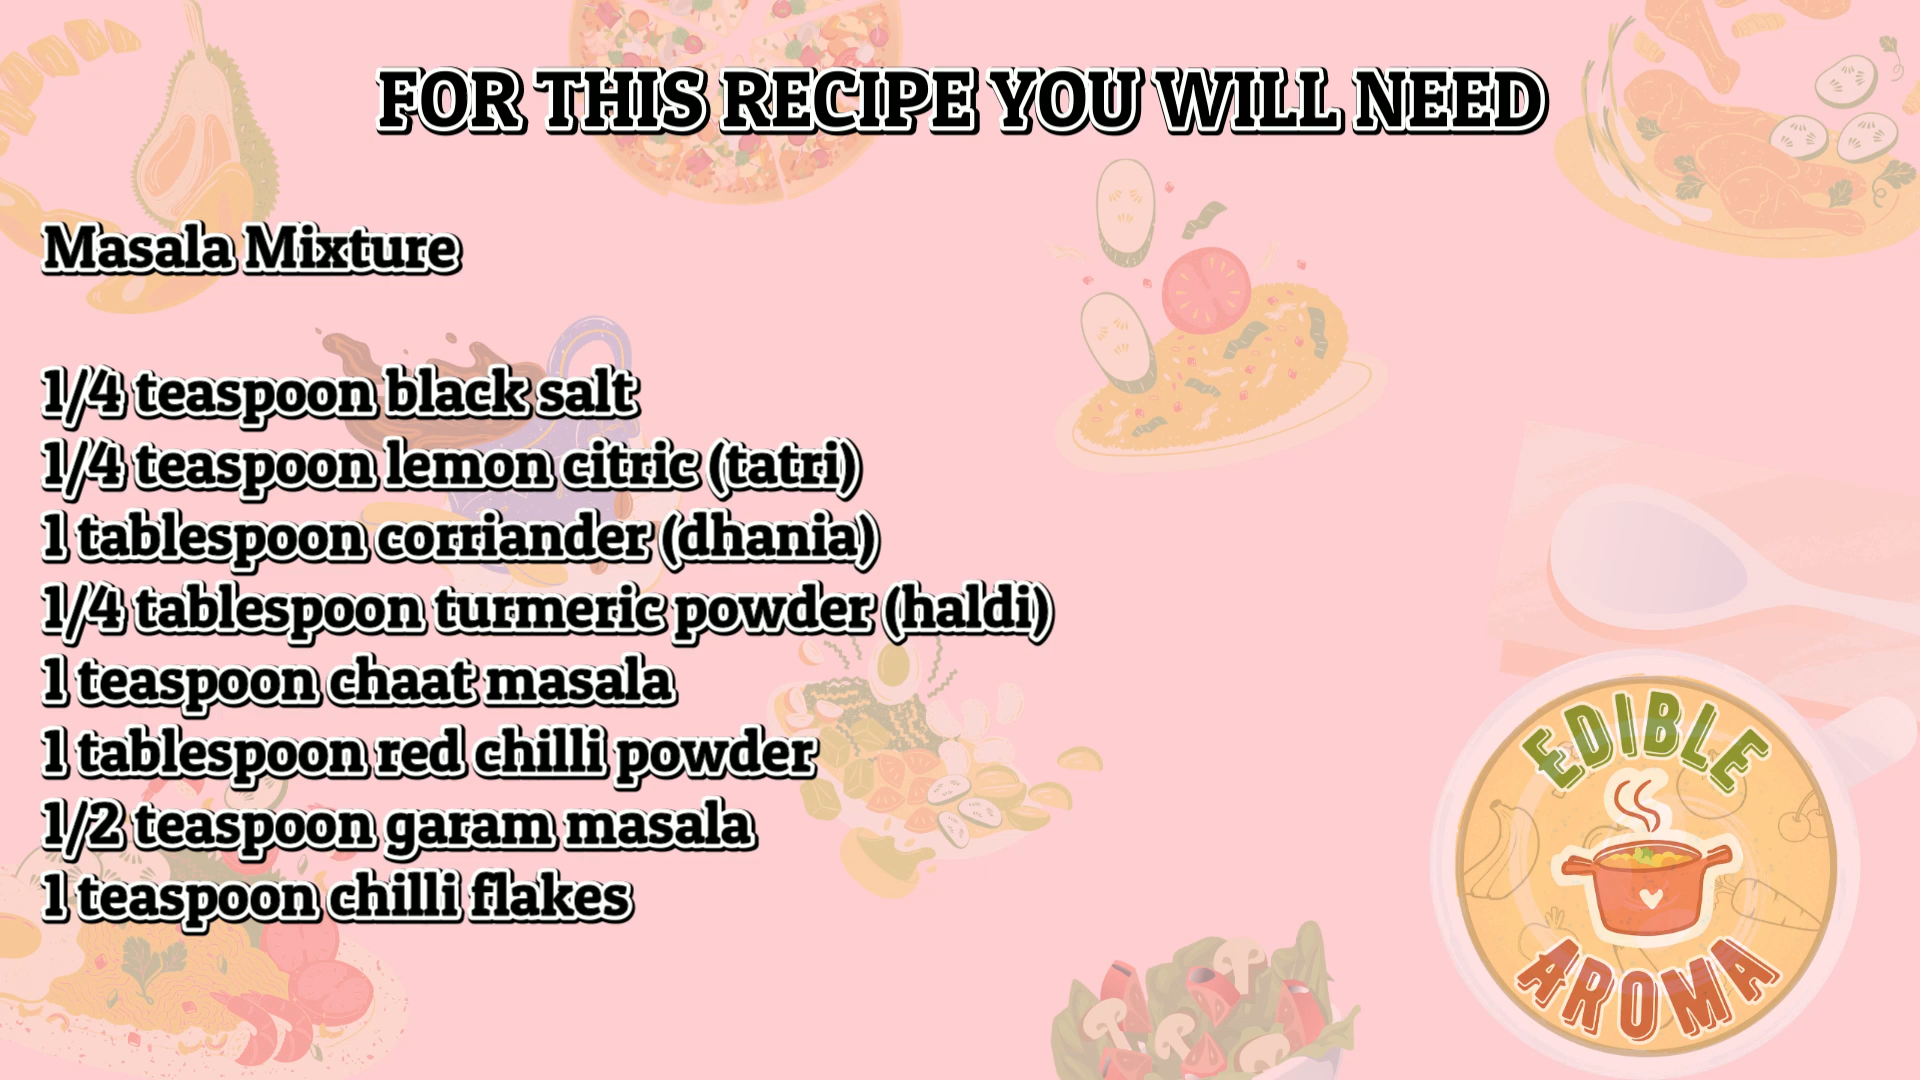 FOR THIS RECIPE YOU WILL NEED
Masala Mixture
1/4 teaspoon black salt
1/4 teaspoon lemon citric (tatri)
1 tablespoon corriander (dhania)
1/4 tablespoon turmeric powder (haldi)
1 teaspoon chaat masala
1 tablespoon red chilli powder
1/2 teaspoon garam masala
1 teaspoon chilli flakes
EDIBLE
AROMA